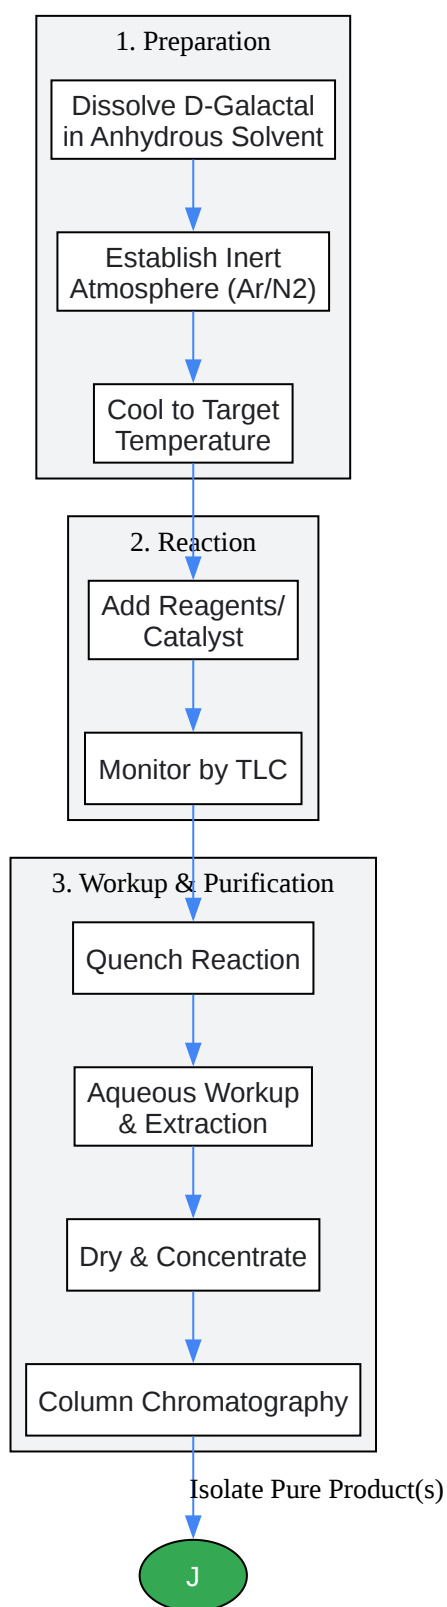 1. Preparation
Dissolve D-Galactal
in Anhydrous Solvent
Establish Inert
Atmosphere (Ar/N2)
Cool to Target
Temperature
2. Reaction
Add Reagents/
Catalyst
Monitor by TLC
3. Workup & Purification
Quench Reaction
Aqueous Workup
& Extraction
Dry & Concentrate
Column Chromatography
Isolate Pure Product(s)
J